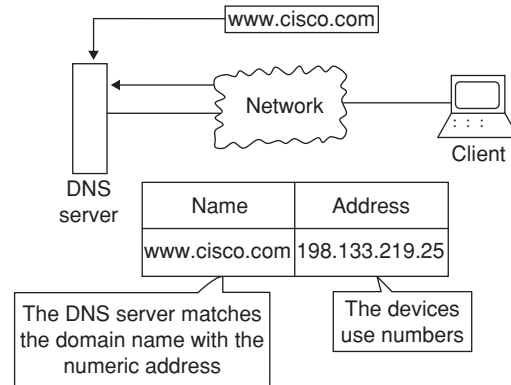 www.cisco.com
Network
Client
DNS
server
Name
Address
www.cisco.com
198.133.219.25
The DNS server matches
the domain name with the
numeric address
The devices
use numbers